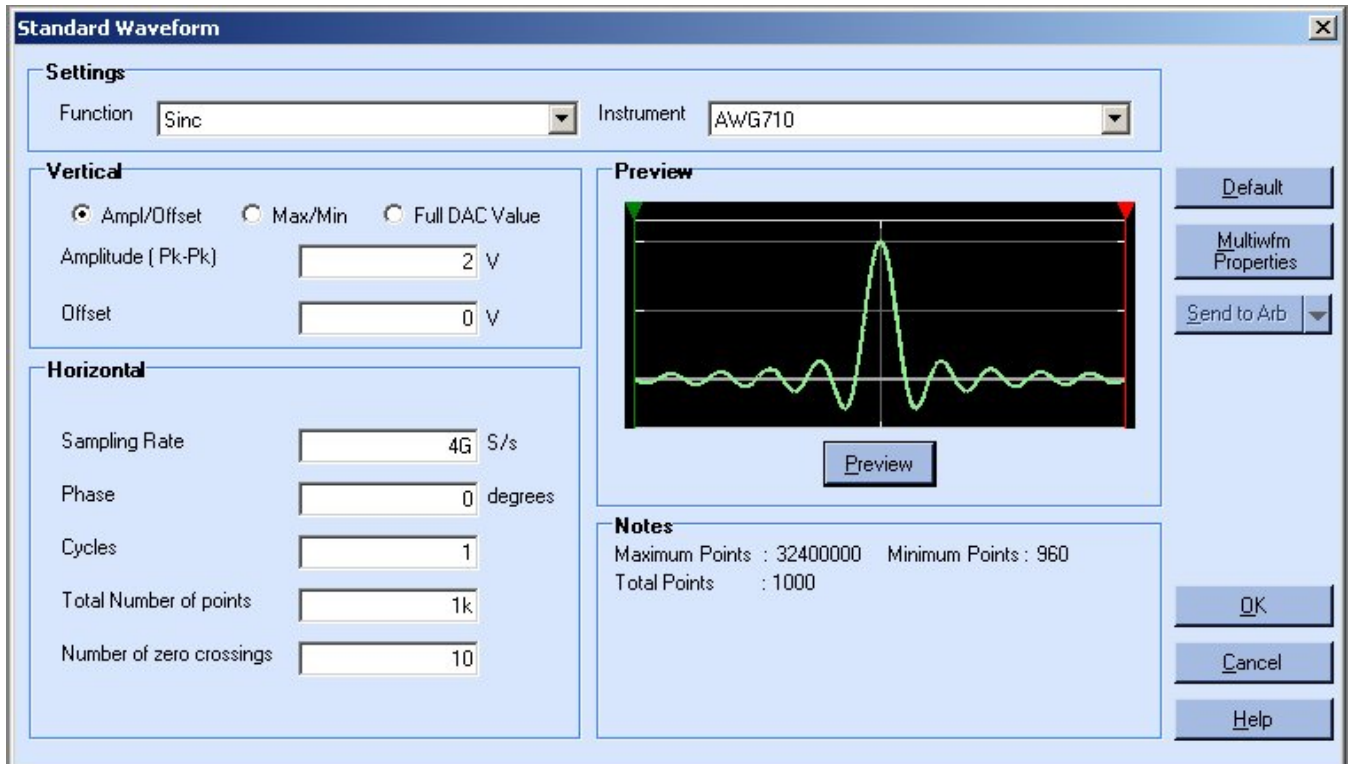 Standard Waveform
Settings
Function Sinc Instrument AWG710
Vertical
Ampl/Offset Max/Min Full DAC Value
Amplitude ( Pk-Pk) 2 V
Offset 0 V
Horizontal
Sampling Rate 4G S/s
Phase 0 degrees
Cycles 1
Total Number of points 1k
Number of zero crossings 10
Preview
Preview
Notes
Maximum Points : 32400000 Minimum Points : 960
Total Points : 1000
Default
Multiwfm
Properties
Send to Arb
OK
Cancel
Help